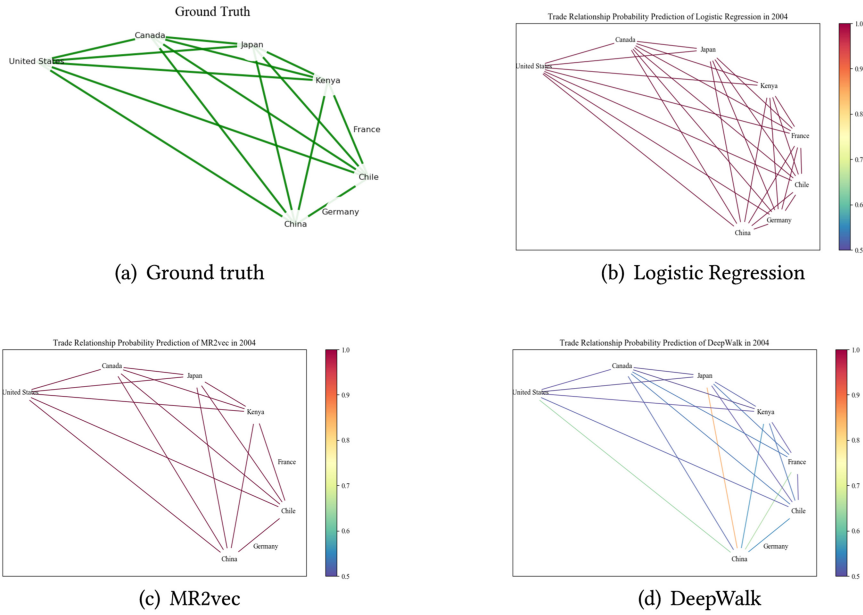 Ground Truth
Canada
Japan
United States
Kenya
France
Chile
Germany
China
(a) Ground truth
Trade Relationship Probability Prediction of Logistic Regression in 2004
Canada
Japan
United States
Kenya
France
Chile
Germany
China
1.0
0.9
0.8
0.7
0.6
0.5
(b) Logistic Regression
Trade Relationship Probability Prediction of MR2vec in 2004
Canada
Japan
United States
Kenya
France
Chile
Germany
China
1.0
0.9
0.8
0.7
0.6
0.5
(c) MR2vec
Trade Relationship Probability Prediction of DeepWalk in 2004
Canada
Japan
United States
Kenya
France
Chile
Germany
China
1.0
0.9
0.8
0.7
0.6
0.5
(d) DeepWalk